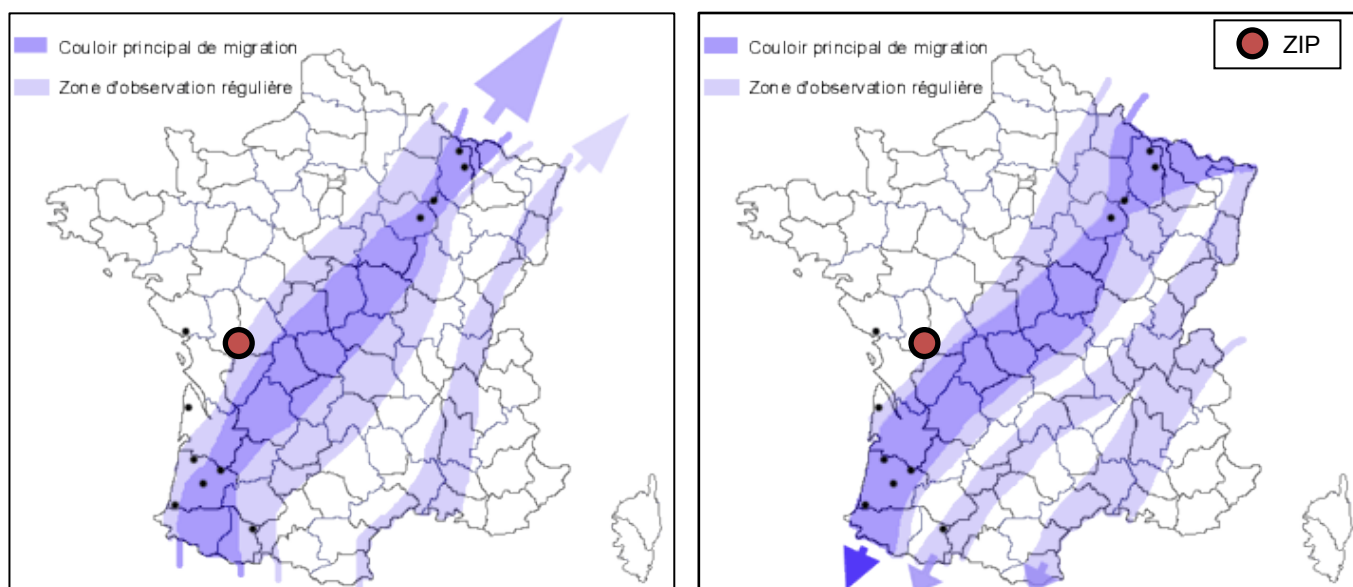 Couloir principal de migration
Zone d'observation régulière
Couloir principal de migration
Zone d'observation régulière
ZIP